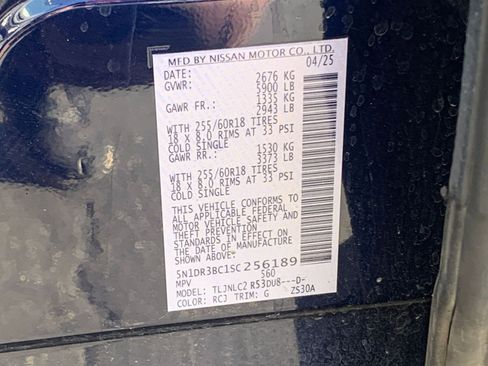 MFD BY NISSAN MOTOR CO., LTD.
DATE: 04/25
GVWR: 2676 KG
5900 LB
GAWR FR.: 1335 KG
2943 LB
WITH 255/60R18 TIRES
18 X 8.0 RIMS AT 33 PSI
COLD SINGLE
GAWR RR.: 1530 KG
3373 LB
WITH 255/60R18 TIRES
18 X 8.0 RIMS AT 33 PSI
COLD SINGLE
THIS VEHICLE CONFORMS TO
ALL APPLICABLE FEDERAL
MOTOR VEHICLE SAFETY AND
THEFT PREVENTION
STANDARDS IN EFFECT ON
THE DATE OF MANUFACTURE
SHOWN ABOVE.
5N1DR3BC1SC256189
MPV 560
MODEL: TLJNLC2 R53DU8---D-
COLOR: RCJ TRIM: G ZS30A